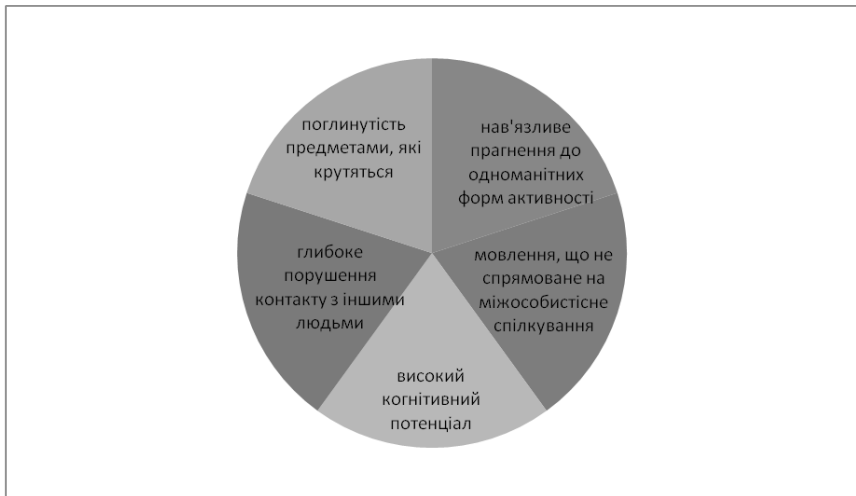 поглинутість
предметами, які
крутяться
нав'язливе
прагнення до
одноманітних
форм активності
глибоке
порушення
контакту з іншими
людьми
мовлення, що не
спрямоване на
міжособистісне
спілкування
високий
когнітивний
потенціал